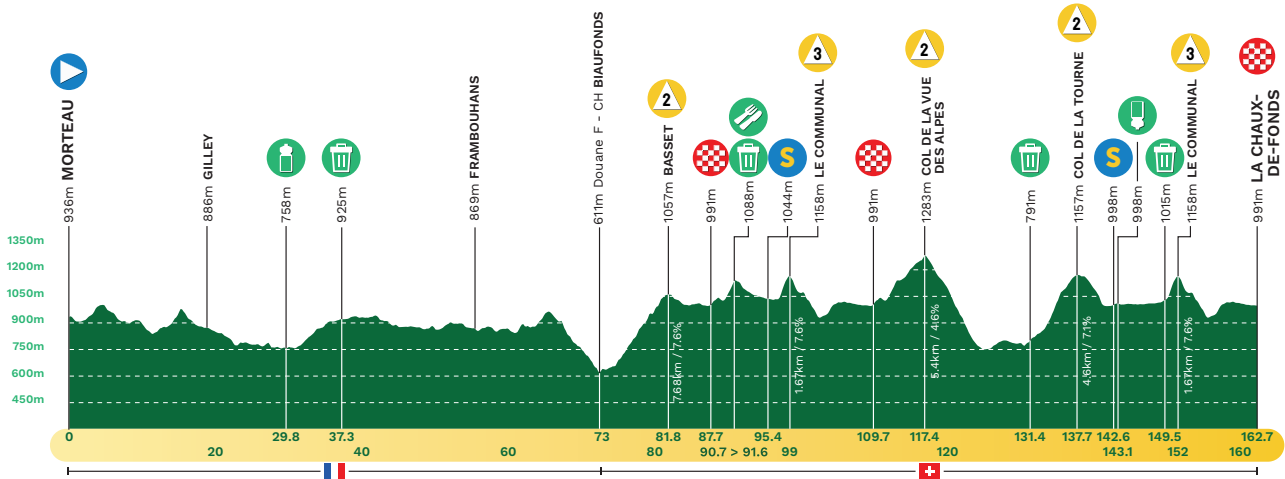 936m MORTEAU
886m GILLEY
758m
925m
869m FRAMBOUHANS
611m Douane F - CH BIAUFONDS
2
1057m BASSET
991m
1088m
S
1044m
3
1158m LE COMMUNAL
991m
2
1283m COL DE LA VUE
DES ALPES
791m
2
1157m COL DE LA TOURNE
S
998m
998m
1015m
3
1158m LE COMMUNAL
991m LA CHAUX-
DE-FONDS
1350m
1200m
1050m
900m
750m
600m
450m
7.68km / 7.6%
1.67km / 7.6%
5.4km / 4.6%
4.6km / 7.1%
1.67km / 7.6%
0 29.8 37.3 73 81.8 87.7 95.4 109.7 117.4 131.4 137.7 142.6 149.5 162.7
20 40 60 80 90.7 > 91.6 99 120 143.1 152 160